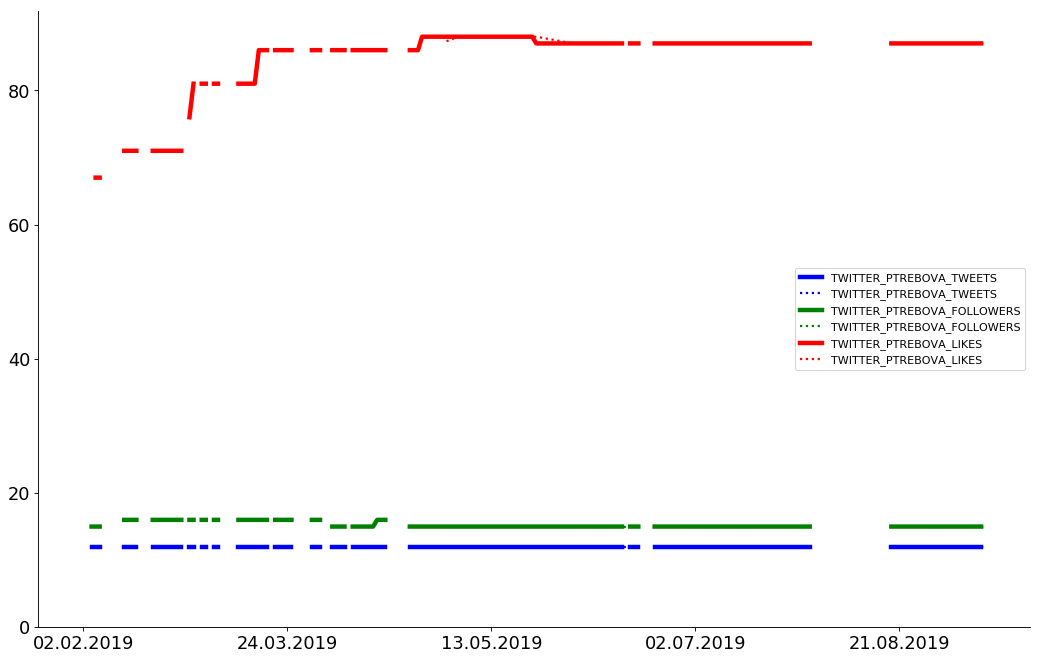 80
60
40
20
0
02.02.2019 24.03.2019 13.05.2019 02.07.2019 21.08.2019
TWITTER_PTREBOVA_TWEETS
TWITTER_PTREBOVA_TWEETS
TWITTER_PTREBOVA_FOLLOWERS
TWITTER_PTREBOVA_FOLLOWERS
TWITTER_PTREBOVA_LIKES
TWITTER_PTREBOVA_LIKES